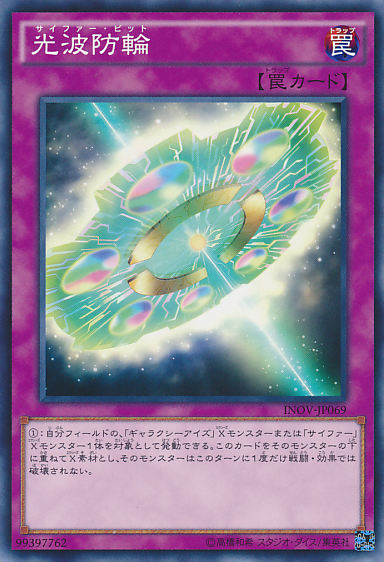 サイファー・ビット
光波防輪
トラップ
罠
トラップ
【罠カード】
INOV-JP069
①:自分フィールドの、「ギャラクシーアイズ」Xモンスターまたは「サイファー」
Xモンスター1体を対象として発動できる。このカードをそのモンスターの下
に重ねてX素材とし、そのモンスターはこのターンに1度だけ戦闘・効果では
破壊されない。
99397762
©高橋和希 スタジオ・ダイス/集英社